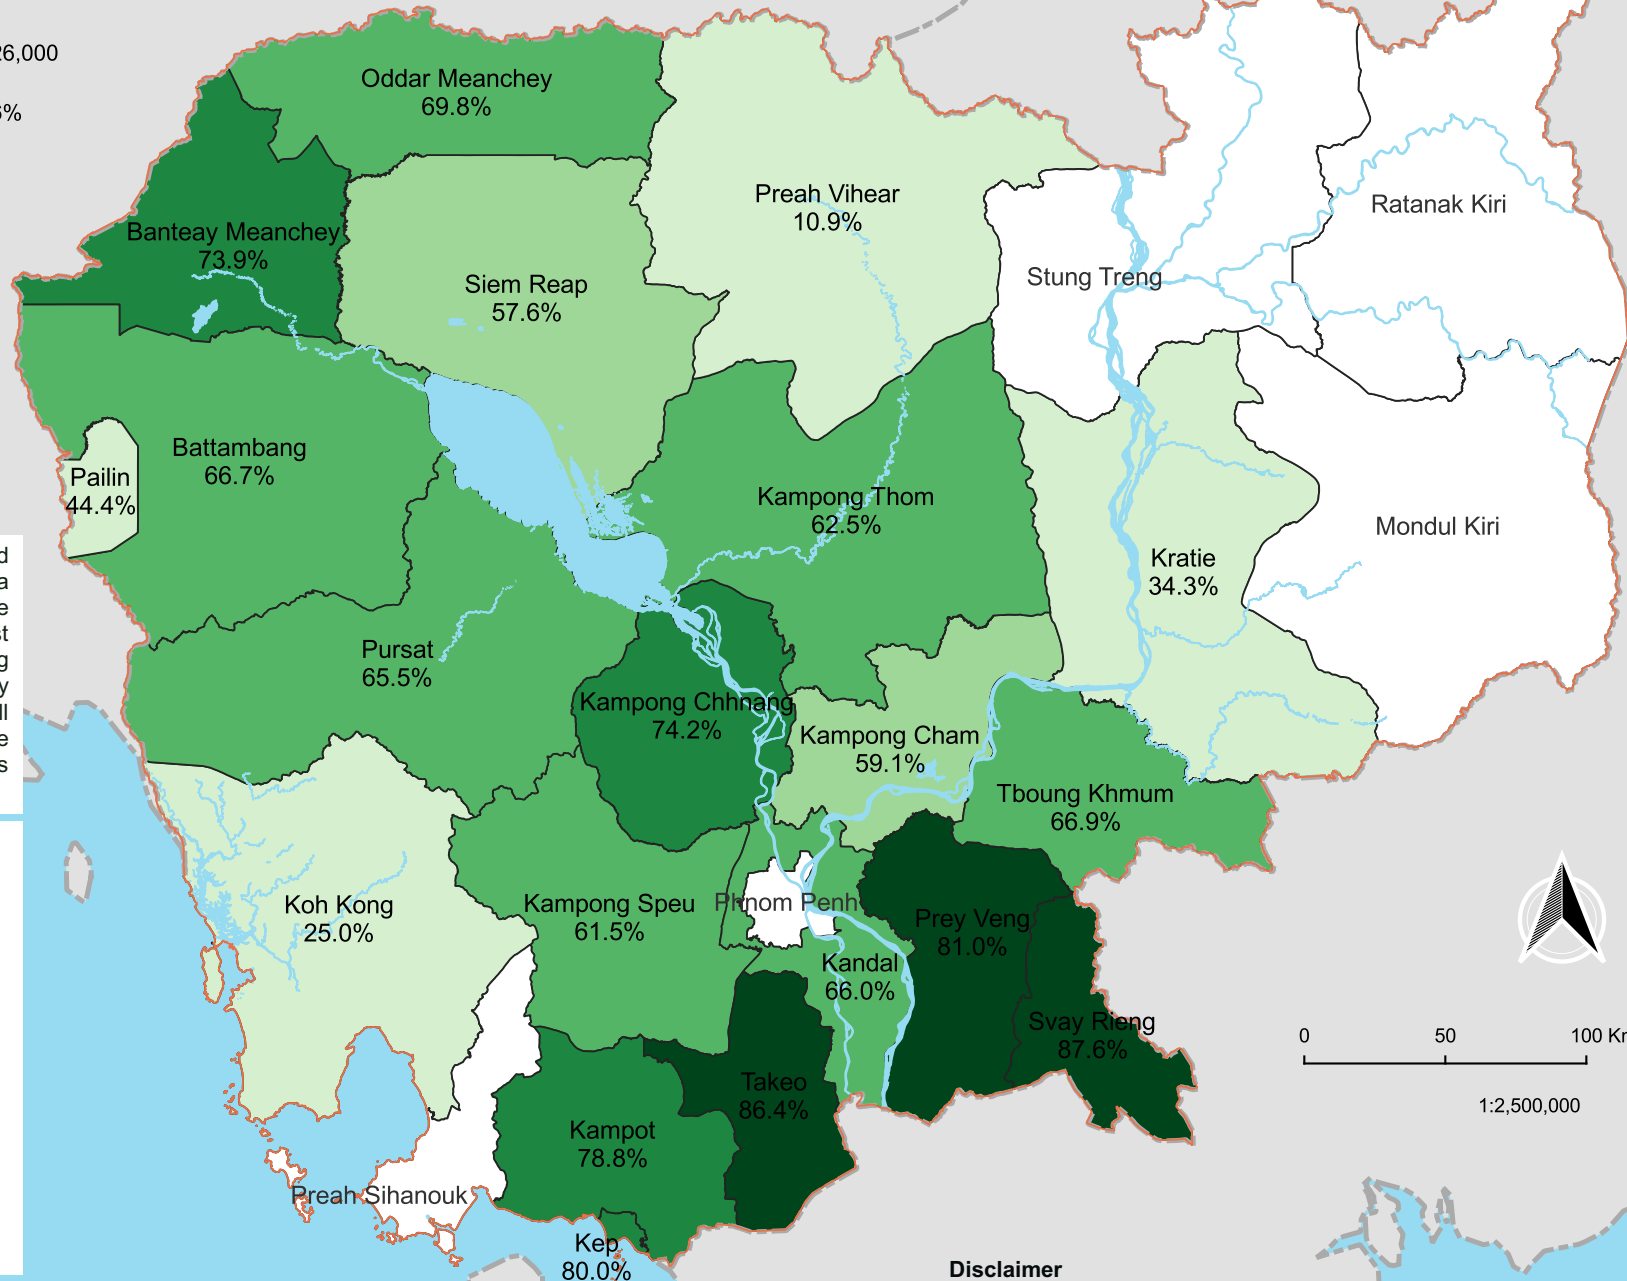 26,000
6%
Oddar Meanchey
69.8%
Banteay Meanchey
73.9%
Preah Vihear
10.9%
Ratanak Kiri
Siem Reap
57.6%
Stung Treng
Battambang
66.7%
Pailin
44.4%
Kampong Thom
62.5%
Mondul Kiri
Kratie
34.3%
d
a
e
st
g
y
ll
e
s
Pursat
65.5%
Kampong Chhnang
74.2%
Kampong Cham
59.1%
Tboung Khmum
66.9%
Koh Kong
25.0%
Kampong Speu
61.5%
Phnom Penh
Prey Veng
81.0%
Kandal
66.0%
Svay Rieng
87.6%
0 50 100 Km
Takeo
86.4%
1:2,500,000
Kampot
78.8%
Preah Sihanouk
Kep
80.0%
Disclaimer